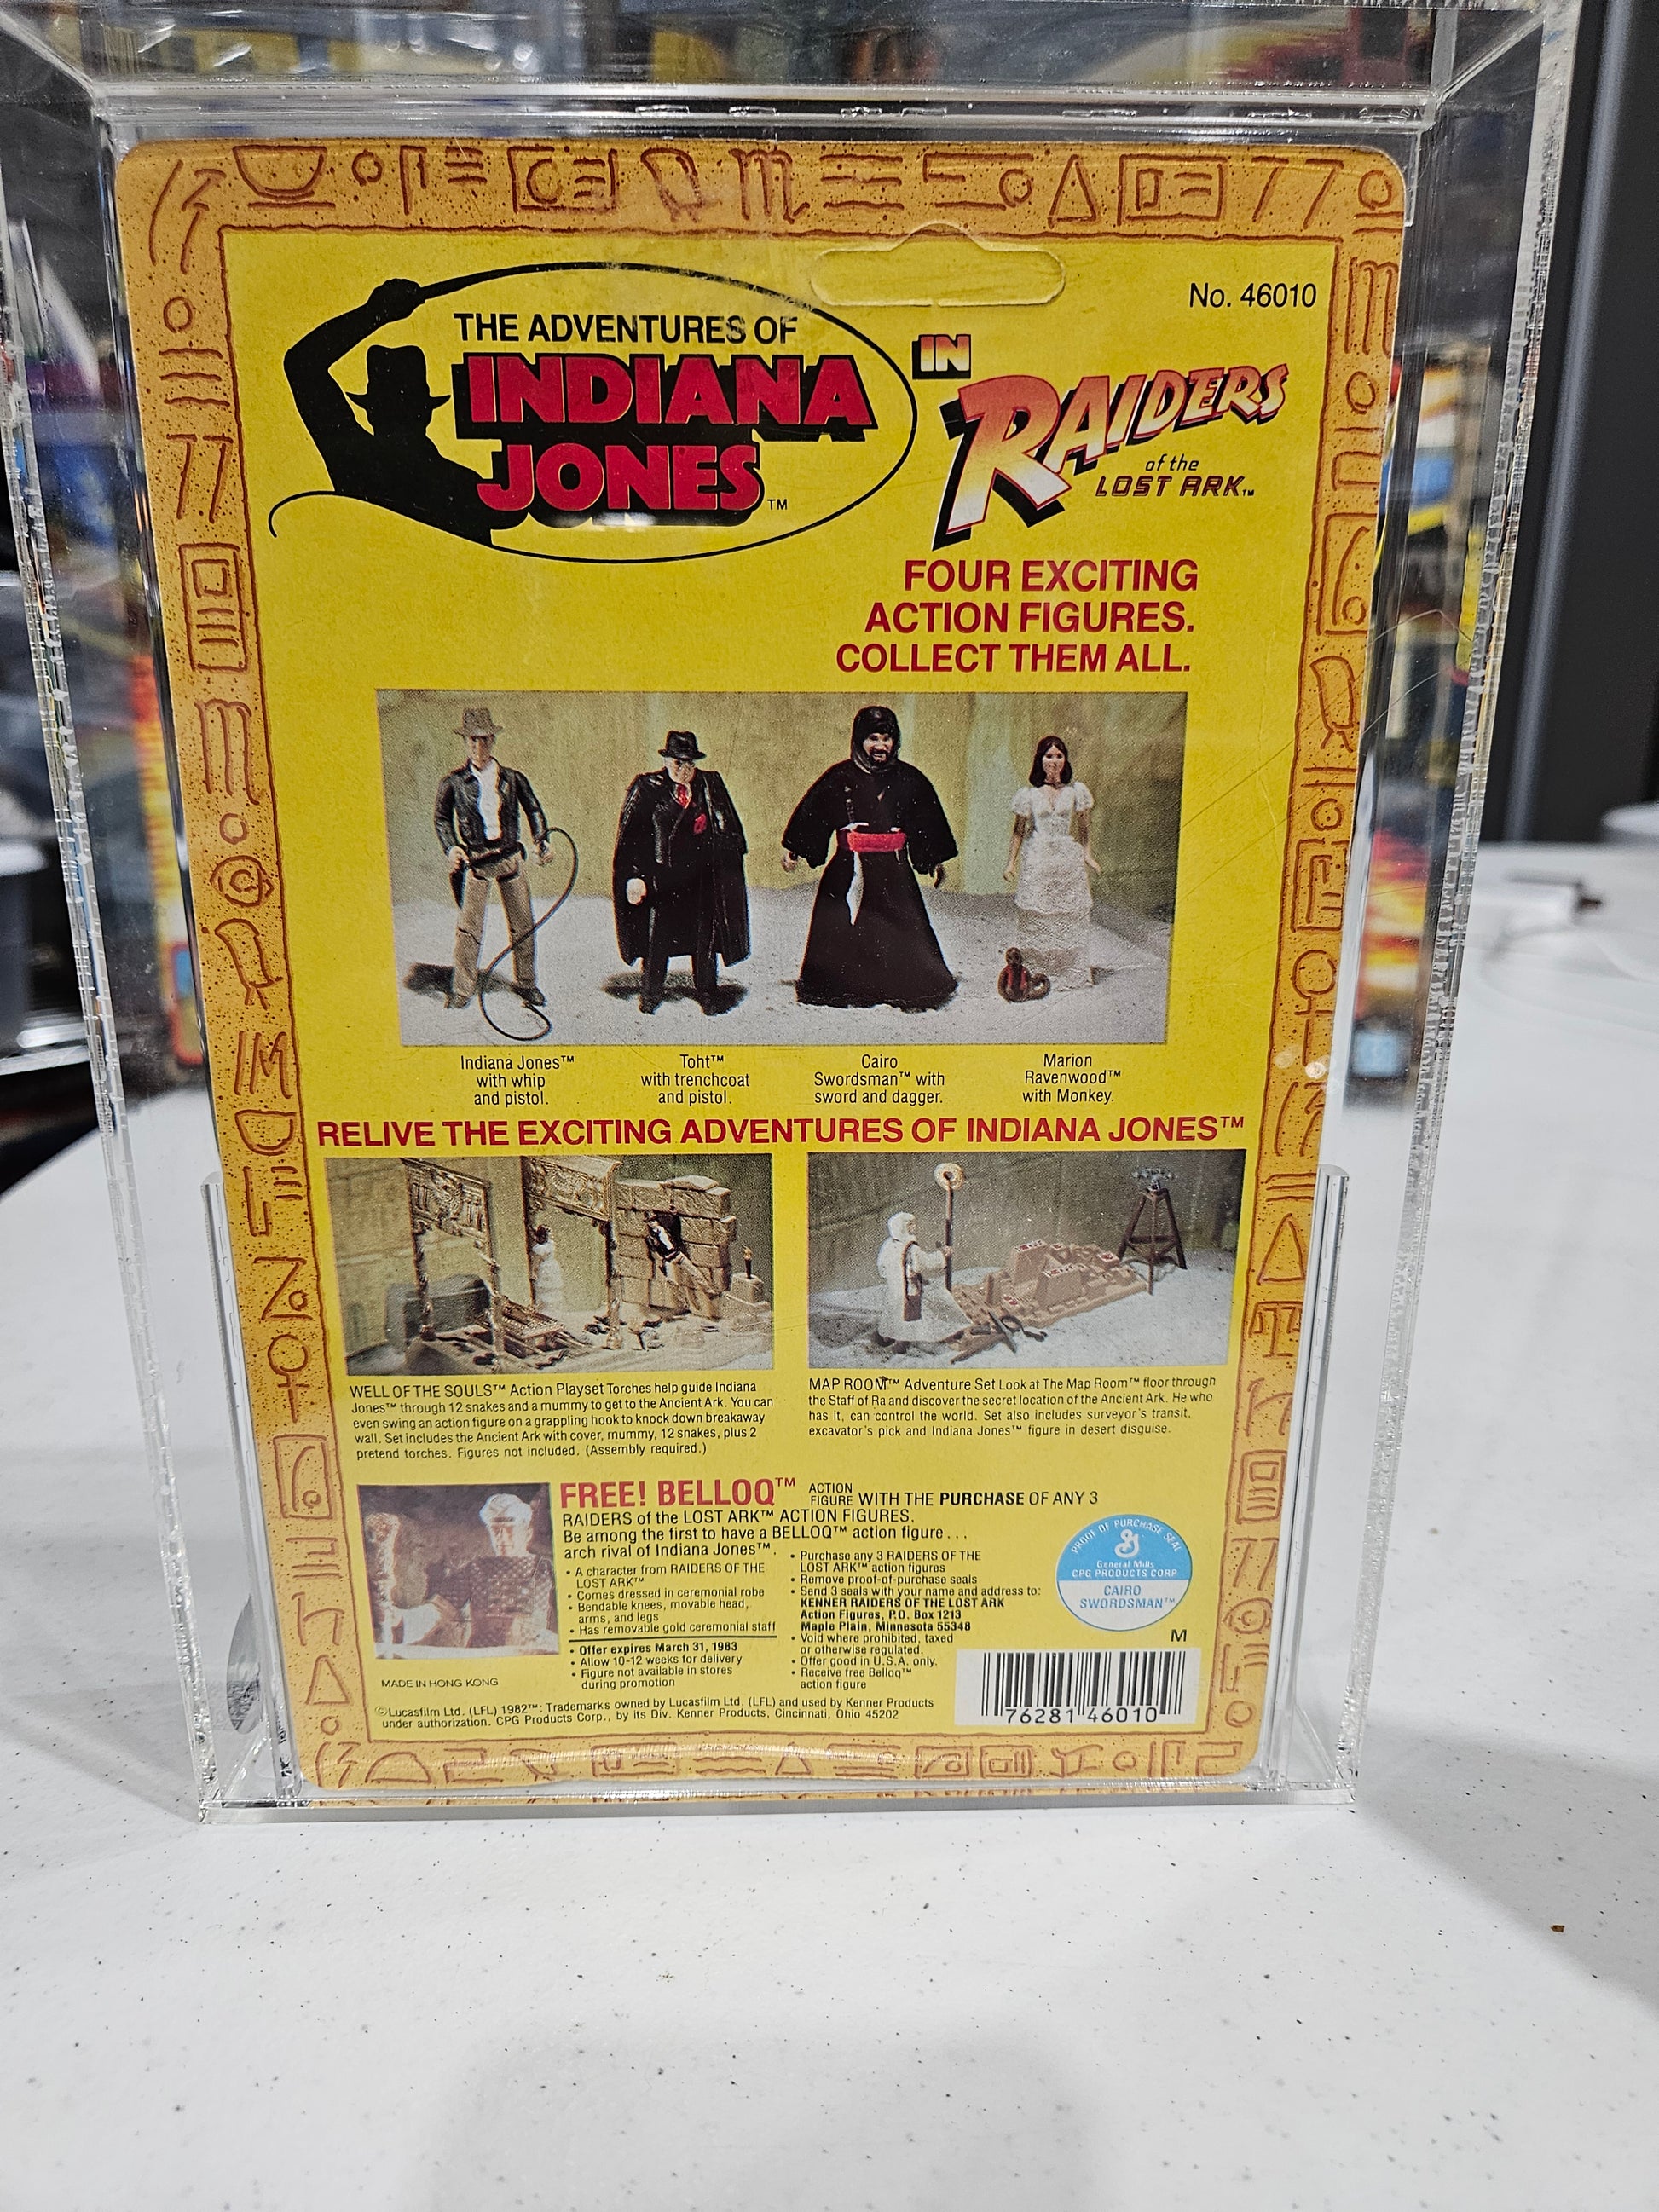 No. 46010
THE ADVENTURES OF
INDIANA
JONES™
IN
RAIDERS
of the
LOST ARK™
FOUR EXCITING
ACTION FIGURES.
COLLECT THEM ALL.
Indiana Jones™
with whip
and pistol.
Toht™
with trenchcoat
and pistol.
Cairo
Swordsman™ with
sword and dagger.
Marion
Ravenwood™
with Monkey.
RELIVE THE EXCITING ADVENTURES OF INDIANA JONES™
WELL OF THE SOULS™ Action Playset Torches help guide Indiana
Jones™ through 12 snakes and a mummy to get to the Ancient Ark. You can
even swing an action figure on a grappling hook to knock down breakaway
wall. Set includes the Ancient Ark with cover, mummy, 12 snakes, plus 2
pretend torches. Figures not included. (Assembly required.)
MAP ROOM™ Adventure Set Look at The Map Room™ floor through
the Staff of Ra and discover the secret location of the Ancient Ark. He who
has it, can control the world. Set also includes surveyor's transit,
excavator's pick and Indiana Jones™ figure in desert disguise.
FREE! BELLOQ™ ACTION FIGURE WITH THE PURCHASE OF ANY 3
RAIDERS of the LOST ARK™ ACTION FIGURES.
Be among the first to have a BELLOQ™ action figure . . .
arch rival of Indiana Jones™.
• A character from RAIDERS OF THE
LOST ARK™
• Comes dressed in ceremonial robe
• Bendable knees, movable head,
arms, and legs
• Has removable gold ceremonial staff
• Offer expires March 31, 1983
• Allow 10-12 weeks for delivery
• Figure not available in stores
during promotion
• Purchase any 3 RAIDERS OF THE
LOST ARK™ action figures
• Remove proof-of-purchase seals
• Send 3 seals with your name and address to:
KENNER RAIDERS OF THE LOST ARK
Action Figures, P.O. Box 1213
Maple Plain, Minnesota 55348
• Void where prohibited, taxed
or otherwise regulated.
• Offer good in U.S.A. only.
• Receive free Belloq™
action figure
PROOF OF PURCHASE SEAL
General Mills
CPG PRODUCTS CORP
CAIRO
SWORDSMAN™
M
MADE IN HONG KONG
©Lucasfilm Ltd. (LFL) 1982™: Trademarks owned by Lucasfilm Ltd. (LFL) and used by Kenner Products
under authorization. CPG Products Corp., by its Div. Kenner Products, Cincinnati, Ohio 45202
76281 46010